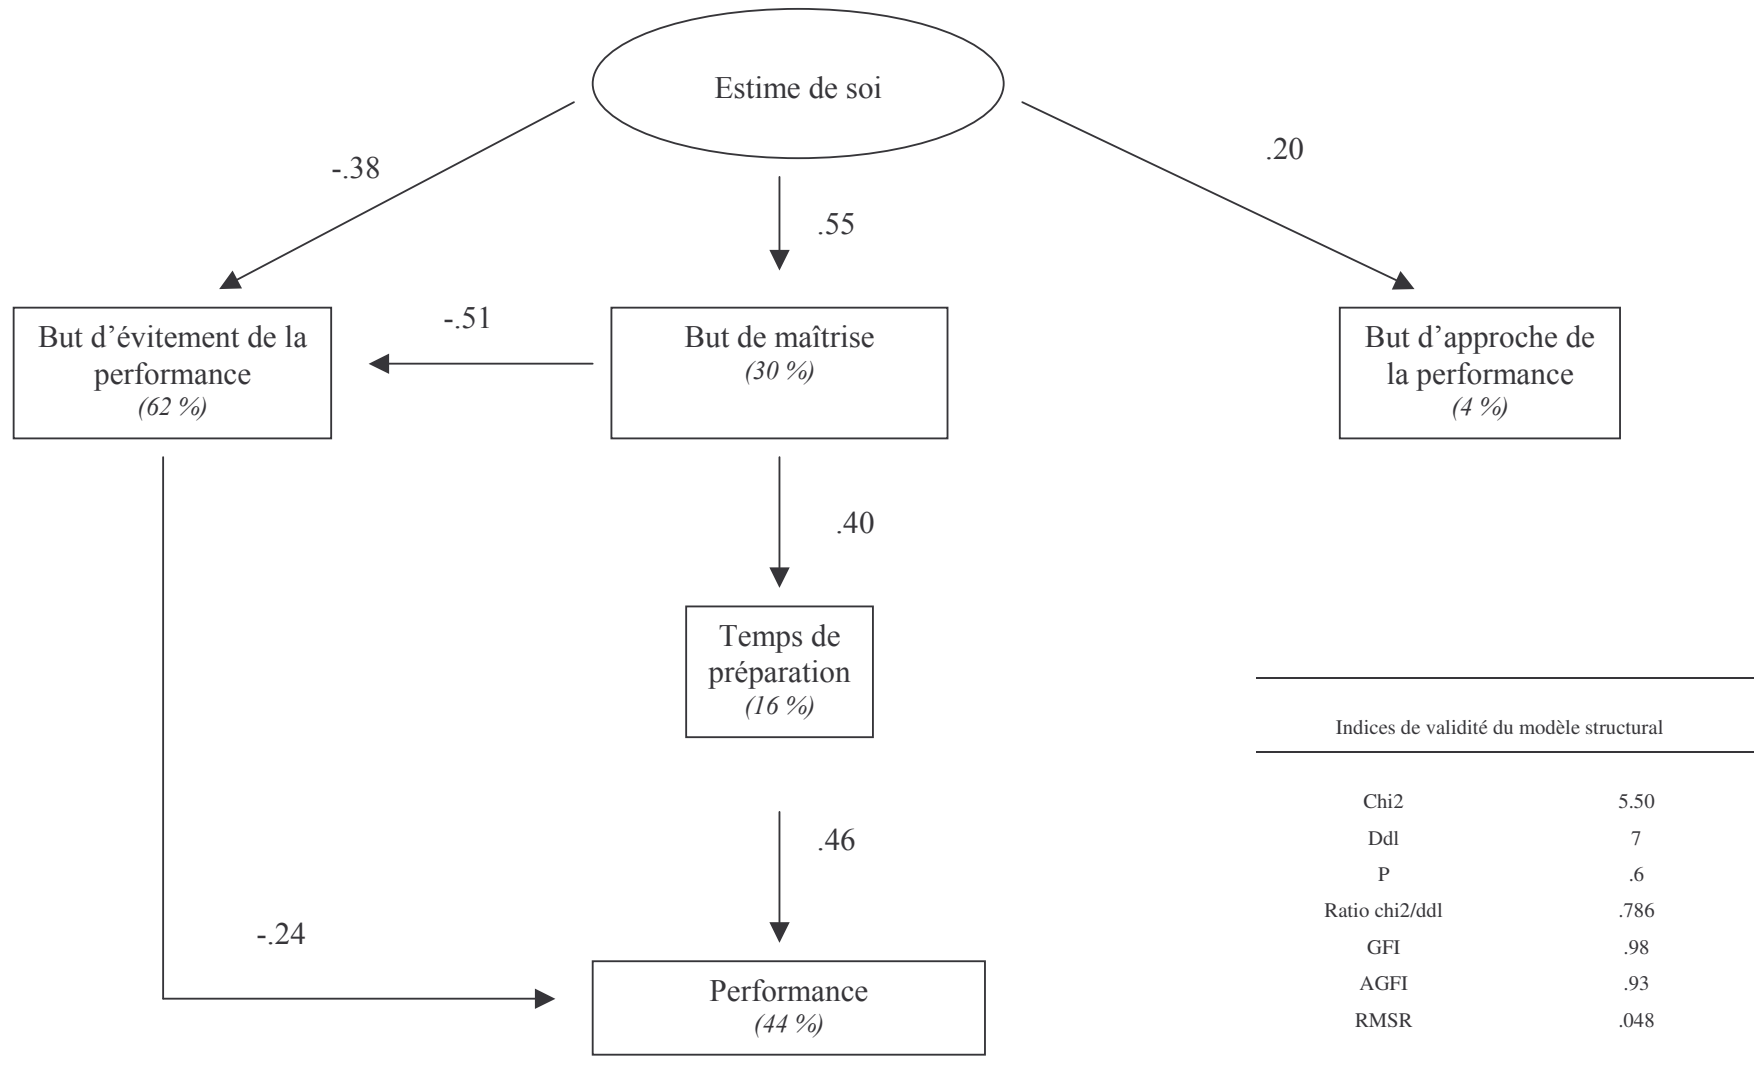 Estime de soi
-.38
.20
.55
But d’évitement de la
performance
(62 %)
-.51
But de maîtrise
(30 %)
But d’approche de
la performance
(4 %)
.40
Temps de
préparation
(16 %)
.46
-.24
Performance
(44 %)
Indices de validité du modèle structural
Chi2 5.50
Ddl 7
P .6
Ratio chi2/ddl .786
GFI .98
AGFI .93
RMSR .048